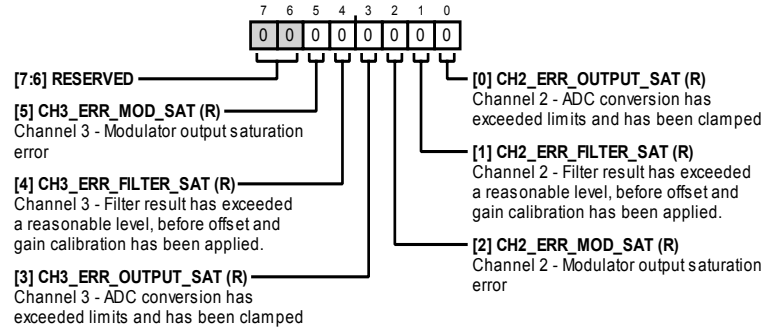 7 6 5 4 3 2 1 0
0 0 0 0 0 0 0 0
[7:6] RESERVED
[5] CH3_ERR_MOD_SAT (R)
Channel 3 - Modulator output saturation
error
[4] CH3_ERR_FILTER_SAT (R)
Channel 3 - Filter result has exceeded
a reasonable level, before offset and
gain calibration has been applied.
[3] CH3_ERR_OUTPUT_SAT (R)
Channel 3 - ADC conversion has
exceeded limits and has been clamped
[0] CH2_ERR_OUTPUT_SAT (R)
Channel 2 - ADC conversion has
exceeded limits and has been clamped
[1] CH2_ERR_FILTER_SAT (R)
Channel 2 - Filter result has exceeded
a reasonable level, before offset and
gain calibration has been applied.
[2] CH2_ERR_MOD_SAT (R)
Channel 2 - Modulator output saturation
error